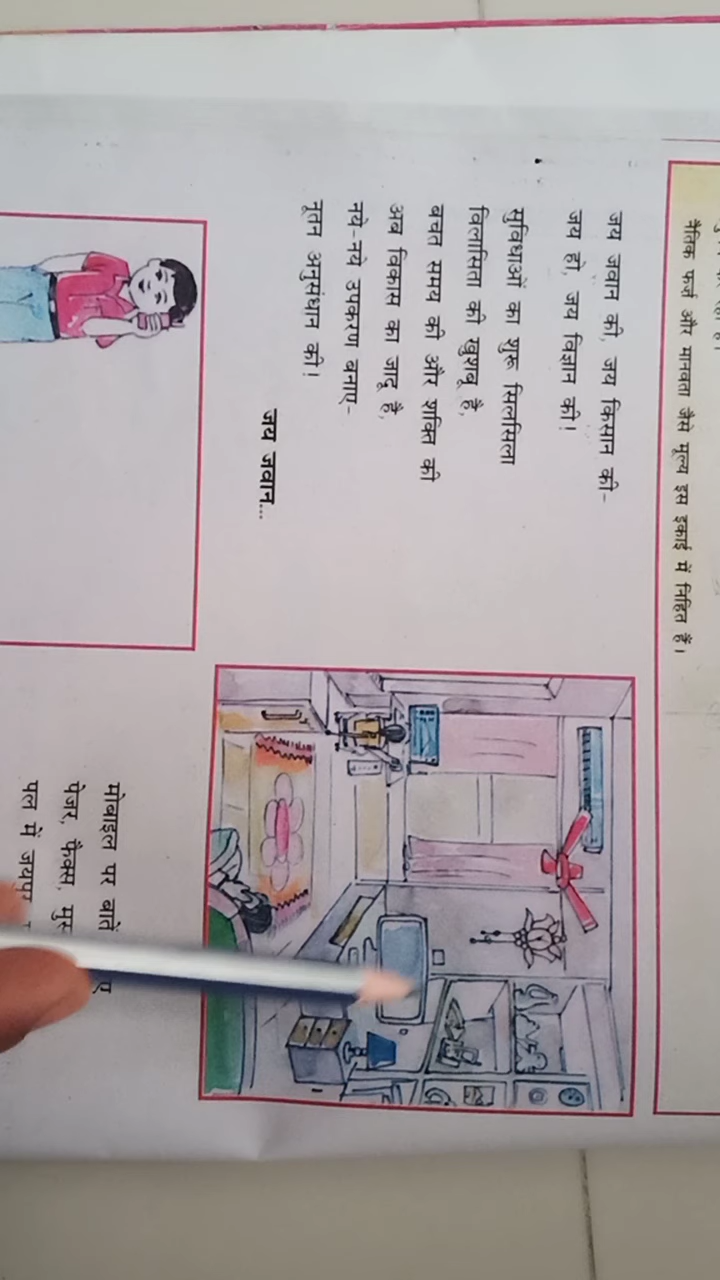 नैतिक फर्ज और मानवता जैसे मूल्य इस इकाई में निहित हैं।
जय जवान की, जय किसान की-
जय हो, जय विज्ञान की।
सुविधाओं का शुरू सिलसिला
विलासिता की खुशबू है,
बचत समय की और शक्ति की
अब विकास का जादू है,
नये-नये उपकरण बनाए-
नूतन अनुसंधान की।
जय जवान...
मोबाइल पर बातें
पेजर, फैक्स,
पल में जयपुर